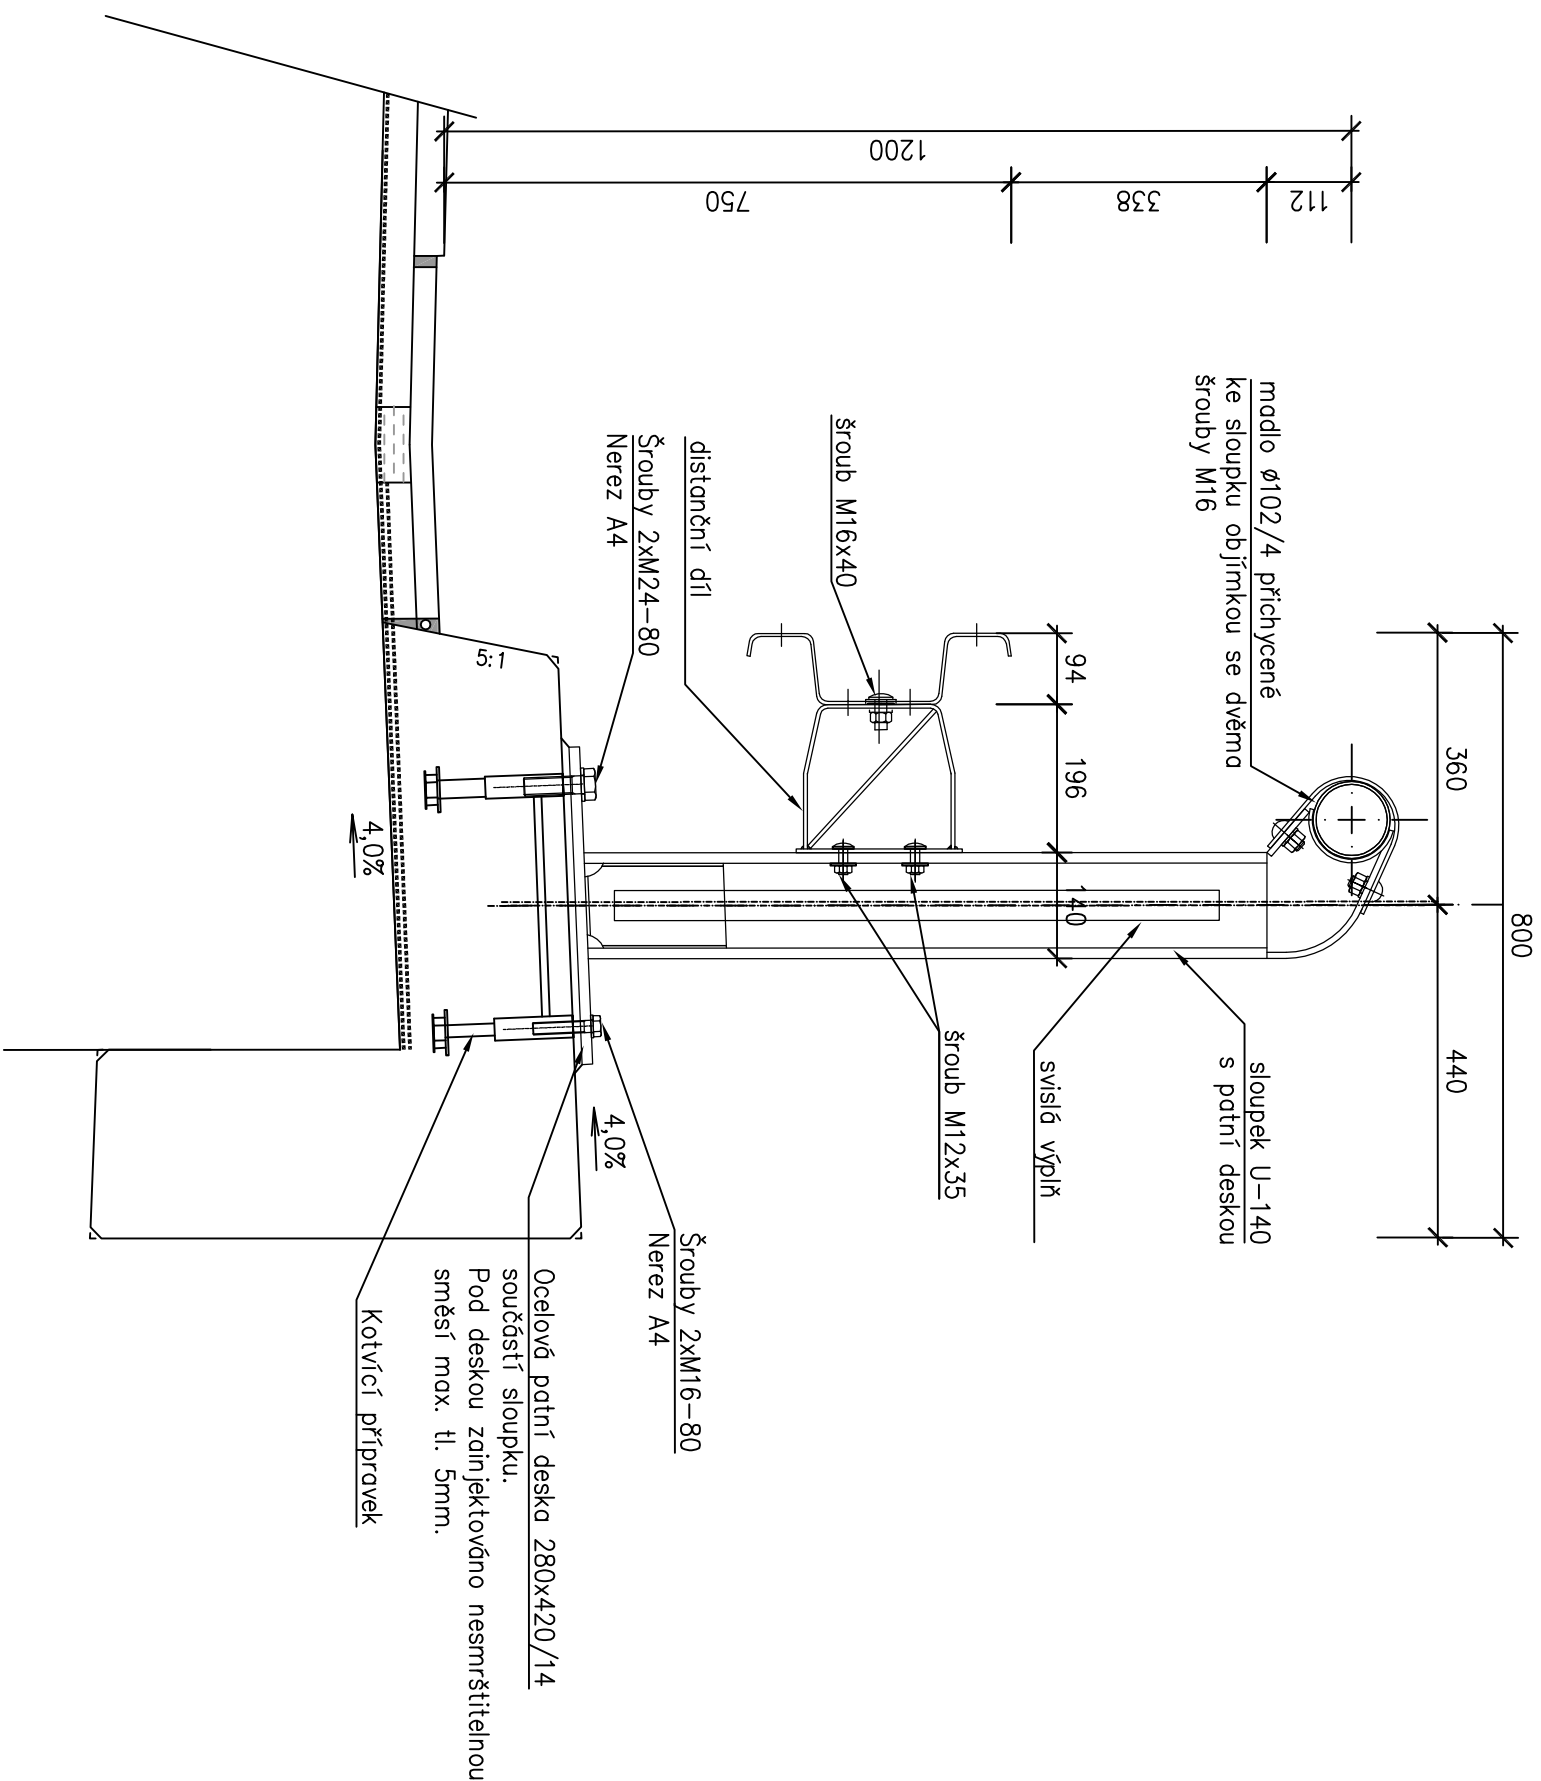 800
360
440
madlo ø102/4 přichycené
ke sloupku objímkou se dvěma
šrouby M16
sloupek U-140
s patní deskou
112
338
750
1200
94
196
140
svislá výplň
šroub M16x40
šroub M12x35
distanční díl
Šrouby 2xM24-80
Nerez A4
Šrouby 2xM16-80
Nerez A4
5:1
4,0%
4,0%
Ocelová patní deska 280x420/14
součástí sloupku.
Pod deskou zainjektováno nesmrštitelnou
směsí max. tl. 5mm.
Kotvící přípravek